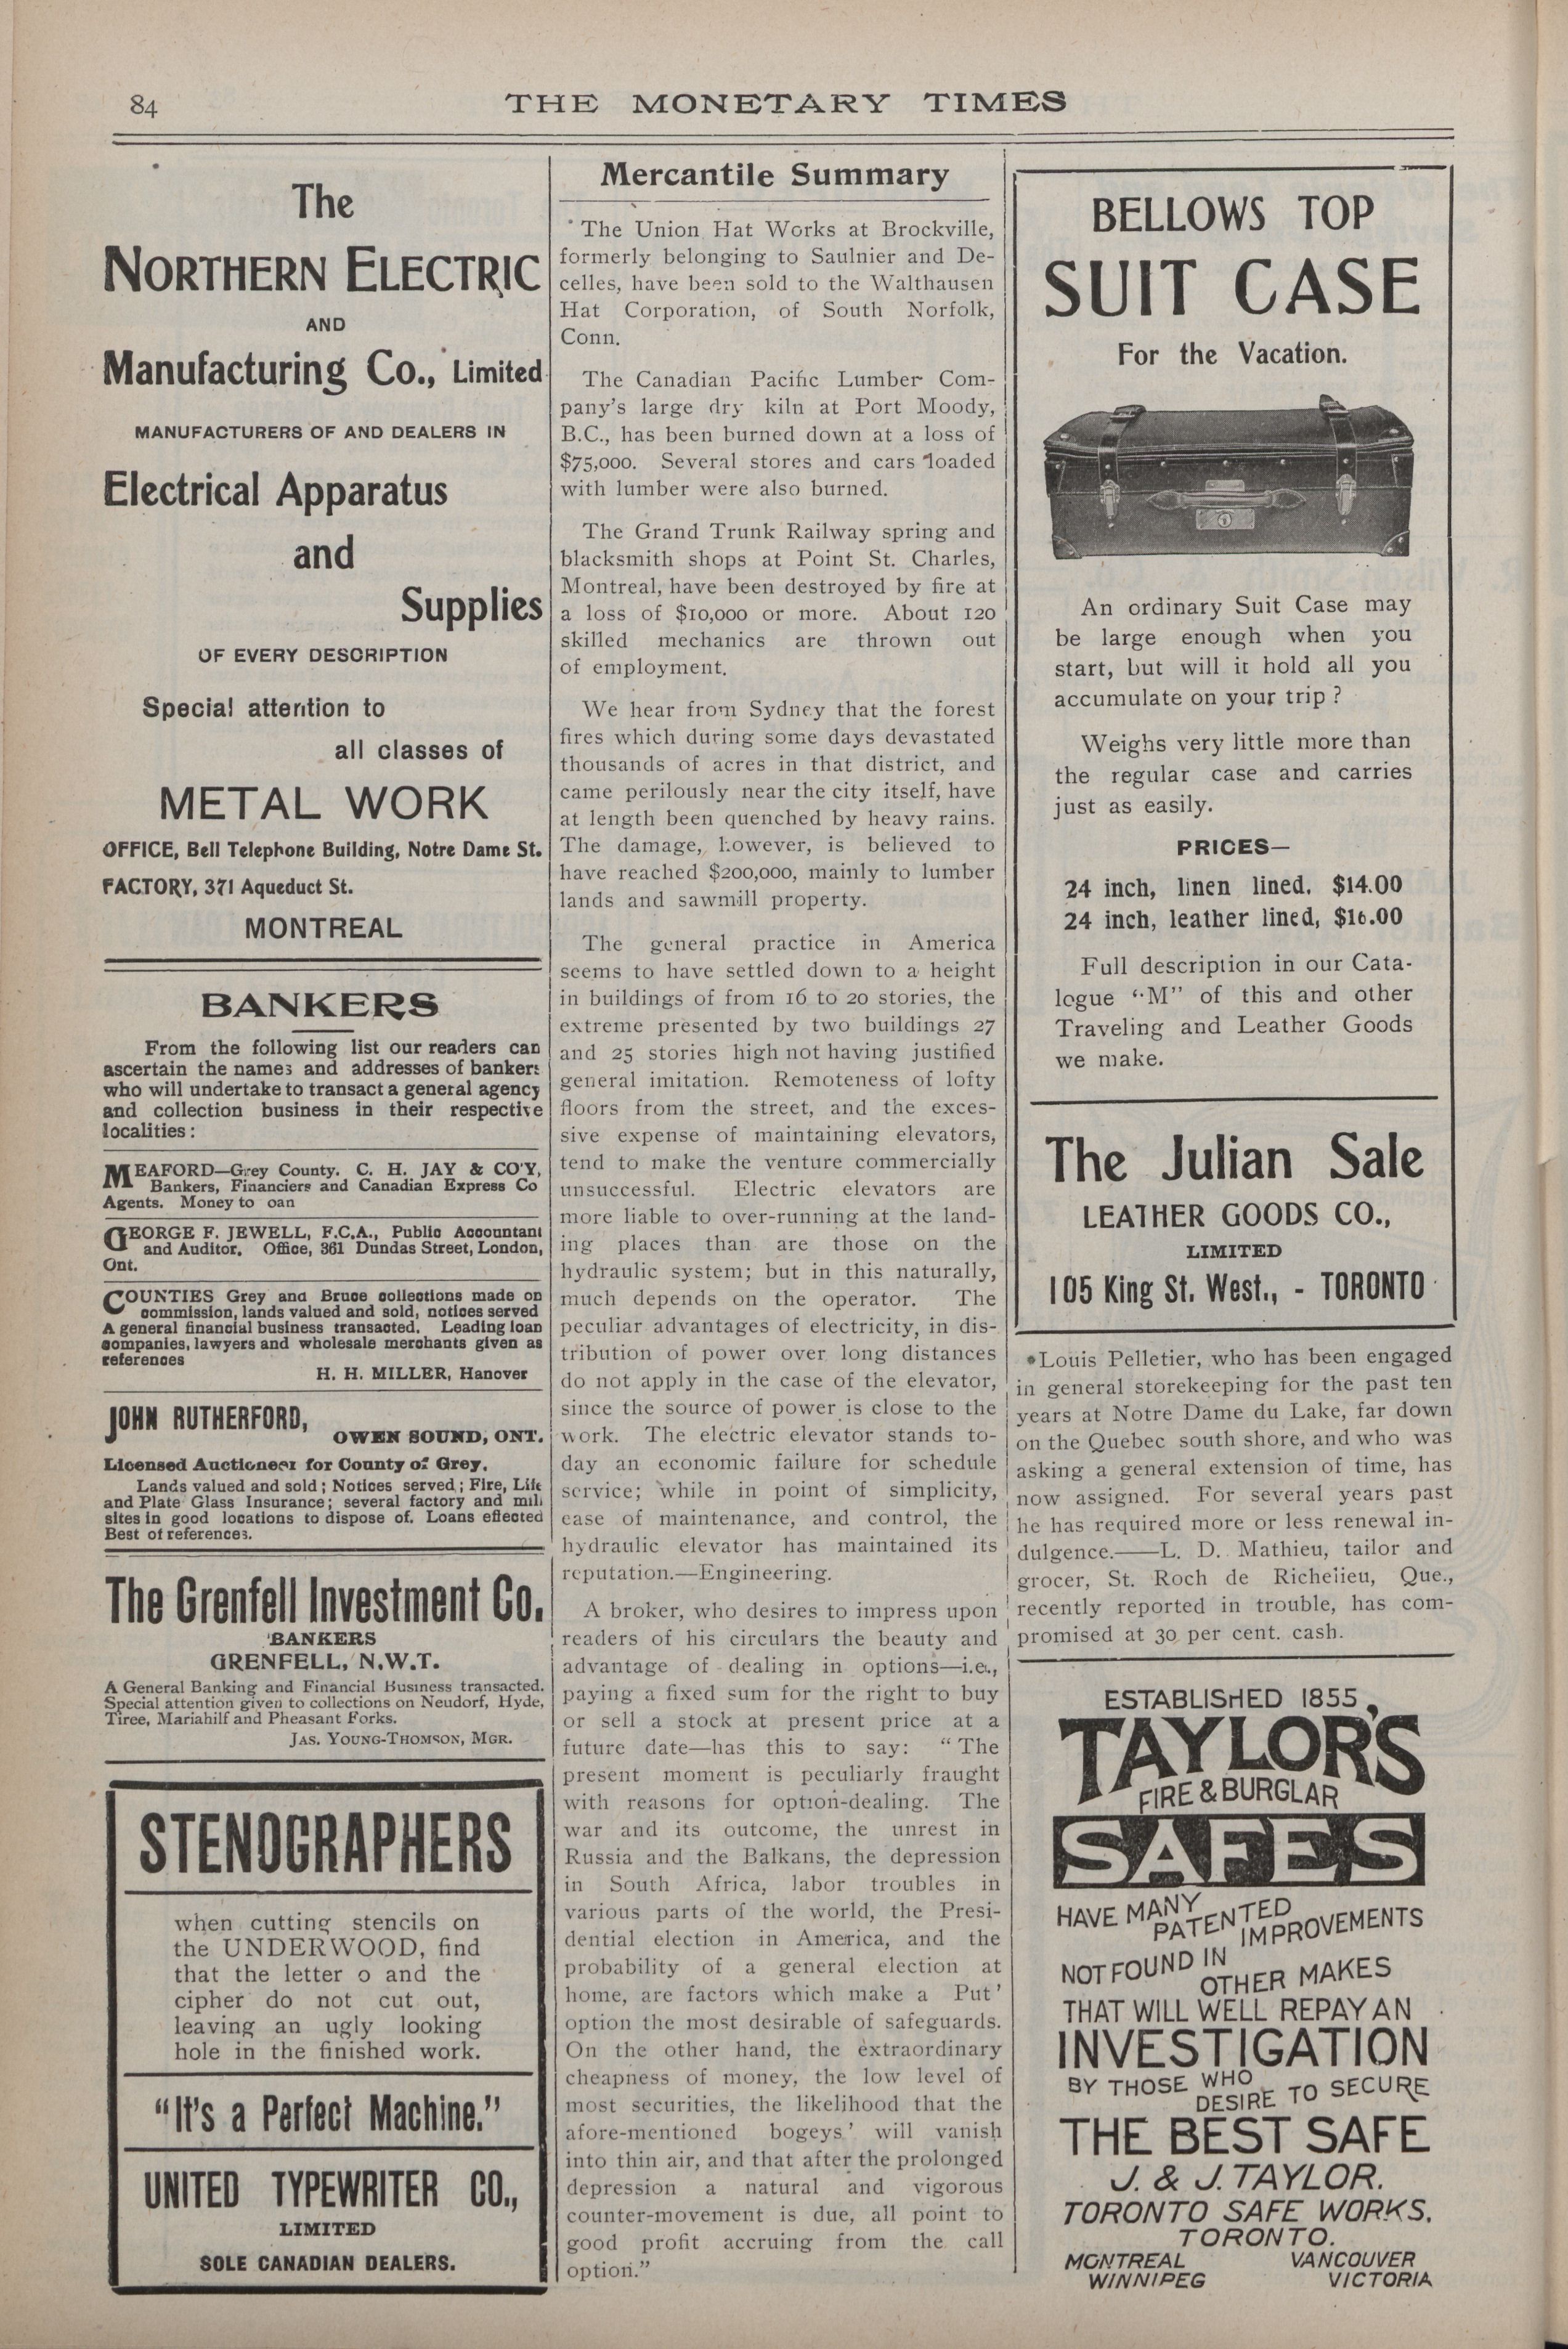 84
THE MONETARY TIMES
The
NORTHERN ELECTRIC
AND
Manufacturing Co., Limited
MANUFACTURERS OF AND DEALERS IN
Electrical Apparatus
and
Supplies
OF EVERY DESCRIPTION
Special attention to
all classes of
METAL WORK
OFFICE, Bell Telephone Building, Notre Dame St.
FACTORY, 371 Aqueduct St.
MONTREAL
BANKERS
From the following list our readers can
ascertain the names and addresses of bankers
who will undertake to transact a general agency
and collection business in their respective
localities:
MEAFORD—Grey County. C. H. JAY & CO'Y,
Bankers, Financiers and Canadian Express Co
Agents. Money to oan
GEORGE F. JEWELL, F.C.A., Public Accountant
and Auditor. Office, 361 Dundas Street, London,
Ont.
COUNTIES Grey and Bruce collections made on
commission, lands valued and sold, notices served
A general financial business transacted. Leading loan
companies, lawyers and wholesale merchants given as
references
H. H. MILLER, Hanover
JOHN RUTHERFORD,
OWEN SOUND, ONT.
Licensed Auctioneer for County of Grey.
Lands valued and sold; Notices served; Fire, Life
and Plate Glass Insurance; several factory and mill
sites in good locations to dispose of. Loans effected
Best of references.
The Grenfell Investment Co.
BANKERS
GRENFELL, N.W.T.
A General Banking and Financial Business transacted.
Special attention given to collections on Neudorf, Hyde,
Tiree, Mariahilf and Pheasant Forks.
JAS. YOUNG-THOMSON, MGR.
STENOGRAPHERS
when cutting stencils on
the UNDERWOOD, find
that the letter o and the
cipher do not cut out,
leaving an ugly looking
hole in the finished work.
"It's a Perfect Machine."
UNITED TYPEWRITER CO.,
LIMITED
SOLE CANADIAN DEALERS.
Mercantile Summary
The Union Hat Works at Brockville,
formerly belonging to Saulnier and De-
celles, have been sold to the Walthausen
Hat Corporation, of South Norfolk,
Conn.
The Canadian Pacific Lumber Com-
pany's large dry kiln at Port Moody,
B.C., has been burned down at a loss of
$75,000. Several stores and cars loaded
with lumber were also burned.
The Grand Trunk Railway spring and
blacksmith shops at Point St. Charles,
Montreal, have been destroyed by fire at
a loss of $10,000 or more. About 120
skilled mechanics are thrown out
of employment.
We hear from Sydney that the forest
fires which during some days devastated
thousands of acres in that district, and
came perilously near the city itself, have
at length been quenched by heavy rains.
The damage, however, is believed to
have reached $200,000, mainly to lumber
lands and sawmill property.
The general practice in America
seems to have settled down to a height
in buildings of from 16 to 20 stories, the
extreme presented by two buildings 27
and 25 stories high not having justified
general imitation. Remoteness of lofty
floors from the street, and the exces-
sive expense of maintaining elevators,
tend to make the venture commercially
unsuccessful. Electric elevators are
more liable to over-running at the land-
ing places than are those on the
hydraulic system; but in this naturally,
much depends on the operator. The
peculiar advantages of electricity, in dis-
tribution of power over long distances
do not apply in the case of the elevator,
since the source of power is close to the
work. The electric elevator stands to-
day an economic failure for schedule
service; while in point of simplicity,
ease of maintenance, and control, the
hydraulic elevator has maintained its
reputation.—Engineering.
A broker, who desires to impress upon
readers of his circulars the beauty and
advantage of dealing in options—i.e.,
paying a fixed sum for the right to buy
or sell a stock at present price at a
future date—has this to say: "The
present moment is peculiarly fraught
with reasons for option-dealing. The
war and its outcome, the unrest in
Russia and the Balkans, the depression
in South Africa, labor troubles in
various parts of the world, the Presi-
dential election in America, and the
probability of a general election at
home, are factors which make a Put'
option the most desirable of safeguards.
On the other hand, the extraordinary
cheapness of money, the low level of
most securities, the likelihood that the
afore-mentioned bogeys' will vanish
into thin air, and that after the prolonged
depression a natural and vigorous
counter-movement is due, all point to
good profit accruing from the call
option."
BELLOWS TOP
SUIT CASE
For the Vacation.
An ordinary Suit Case may
be large enough when you
start, but will it hold all you
accumulate on your trip?
Weighs very little more than
the regular case and carries
just as easily.
PRICES—
24 inch, linen lined, $14.00
24 inch, leather lined, $16.00
Full description in our Cata-
logue "M" of this and other
Traveling and Leather Goods
we make.
The Julian Sale
LEATHER GOODS CO.,
LIMITED
105 King St. West., - TORONTO
Louis Pelletier, who has been engaged
in general storekeeping for the past ten
years at Notre Dame du Lake, far down
on the Quebec south shore, and who was
asking a general extension of time, has
now assigned. For several years past
he has required more or less renewal in-
dulgence.——L. D. Mathieu, tailor and
grocer, St. Roch de Richelieu, Que.,
recently reported in trouble, has com-
promised at 30 per cent. cash.
ESTABLISHED 1855
TAYLOR'S
FIRE & BURGLAR
SAFES
HAVE MANY
PATENTED
IMPROVEMENTS
NOT FOUND IN
OTHER MAKES
THAT WILL WELL REPAY AN
INVESTIGATION
BY THOSE WHO
DESIRE TO SECURE
THE BEST SAFE
J. & J. TAYLOR.
TORONTO SAFE WORKS.
TORONTO.
MONTREAL VANCOUVER
WINNIPEG VICTORIA